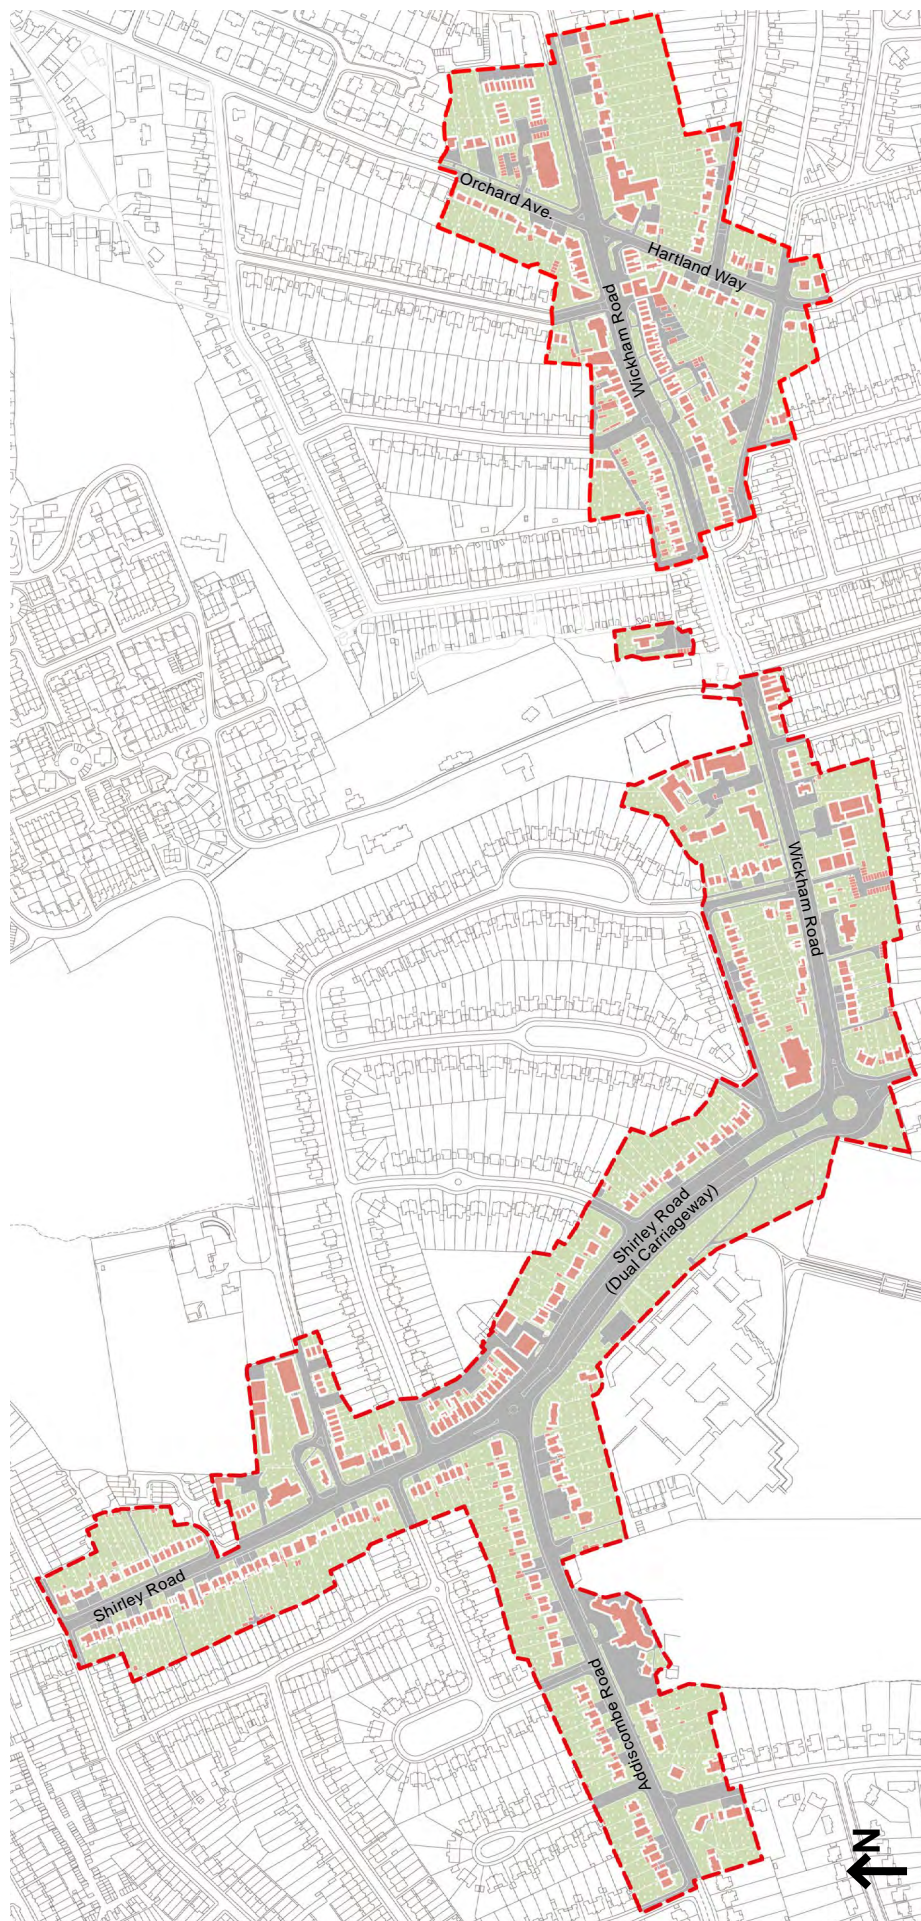 Orchard Ave.
Hartland Way
Wickham Road
Wickham Road
Shirley Road
(Dual Carriageway)
Shirley Road
Addiscombe Road
N